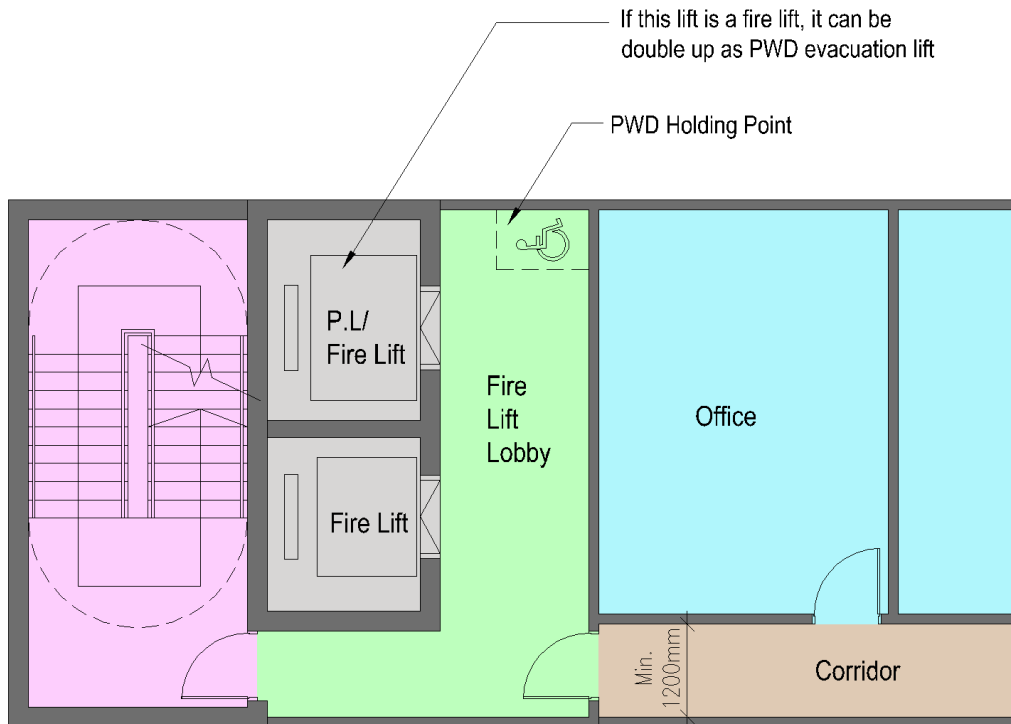 If this lift is a fire lift, it can be
double up as PWD evacuation lift
PWD Holding Point
P.L/
Fire Lift
Fire
Lift
Lobby
Office
Fire Lift
Min.
1200mm
Corridor